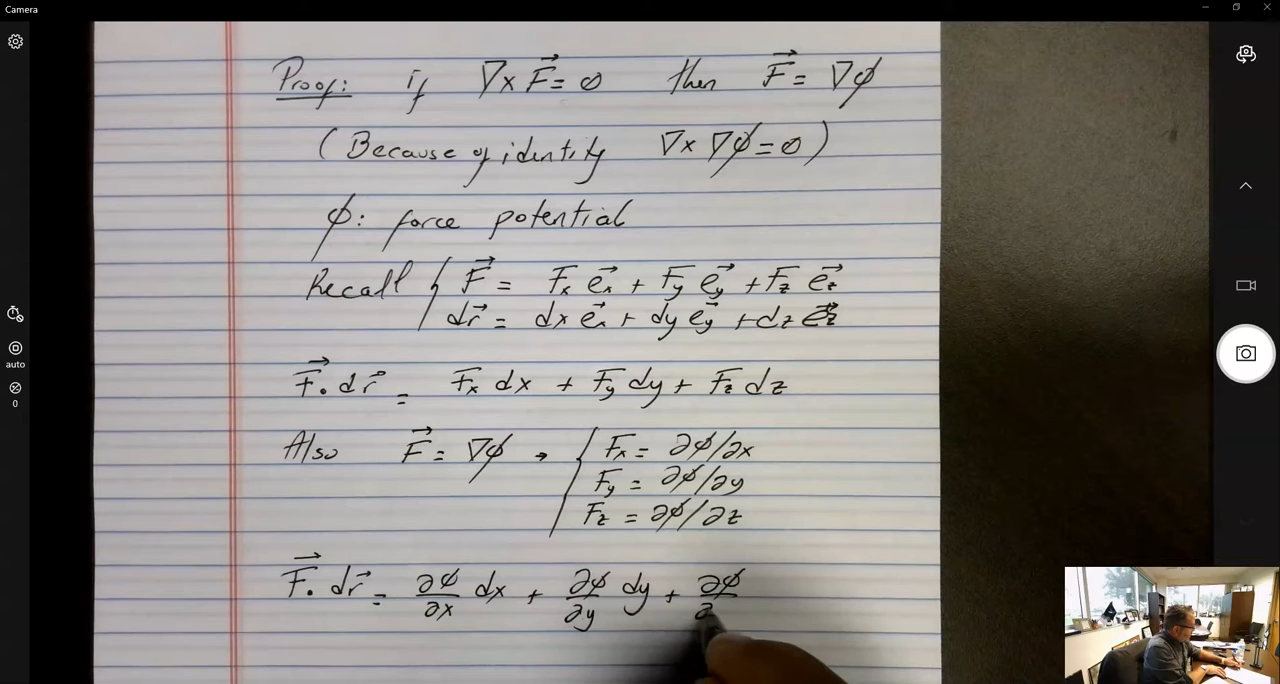 Camera
Proof: if ∇× F⃗ = 0 then F⃗ = ∇φ
(Because of identity ∇× ∇φ = 0)
φ: force potential
Recall { F⃗ = Fx e⃗x + Fy e⃗y + Fz e⃗z
dr⃗ = dx e⃗x + dy e⃗y + dz e⃗z
F⃗. dr⃗ = Fx dx + Fy dy + Fz dz
Also F⃗ = ∇φ → { Fx = ∂φ/∂x
Fy = ∂φ/∂y
Fz = ∂φ/∂z
F⃗. dr⃗ = ∂φ/∂x dx + ∂φ/∂y dy + ∂φ/∂
auto
0